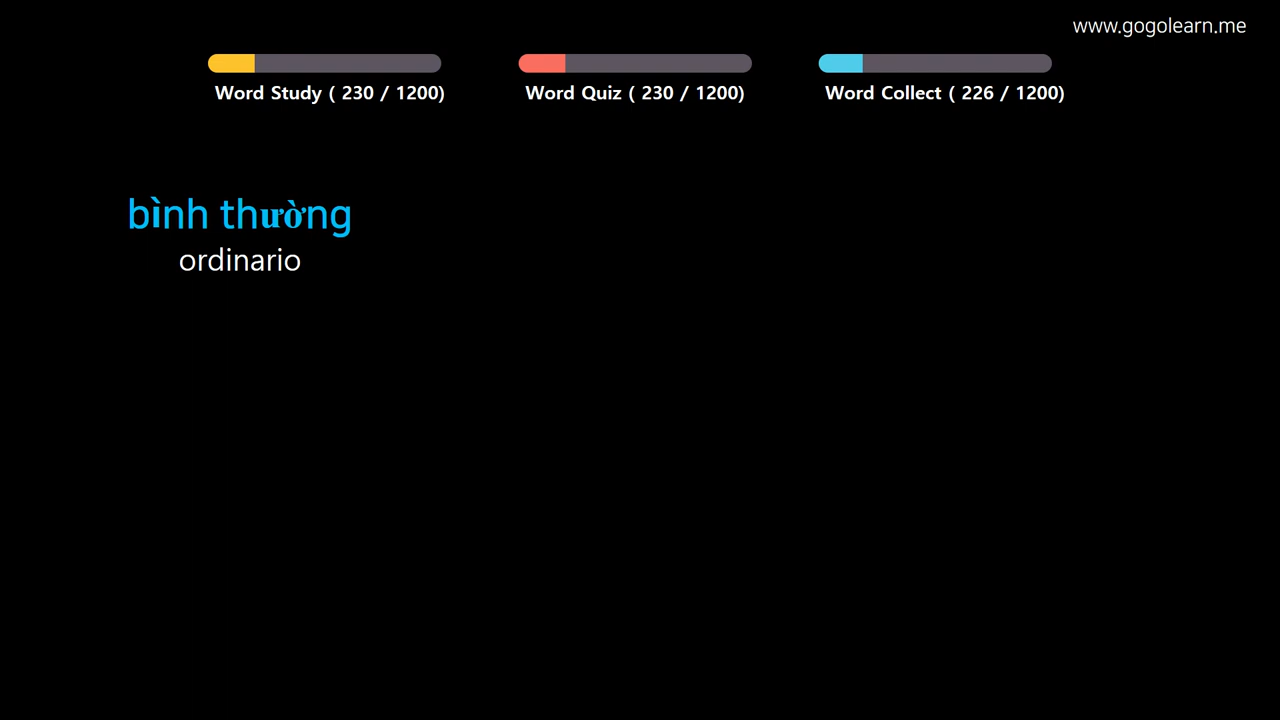 www.gogolearn.me
Word Study ( 230 / 1200)
Word Quiz ( 230 / 1200)
Word Collect ( 226 / 1200)
bình thường
ordinario